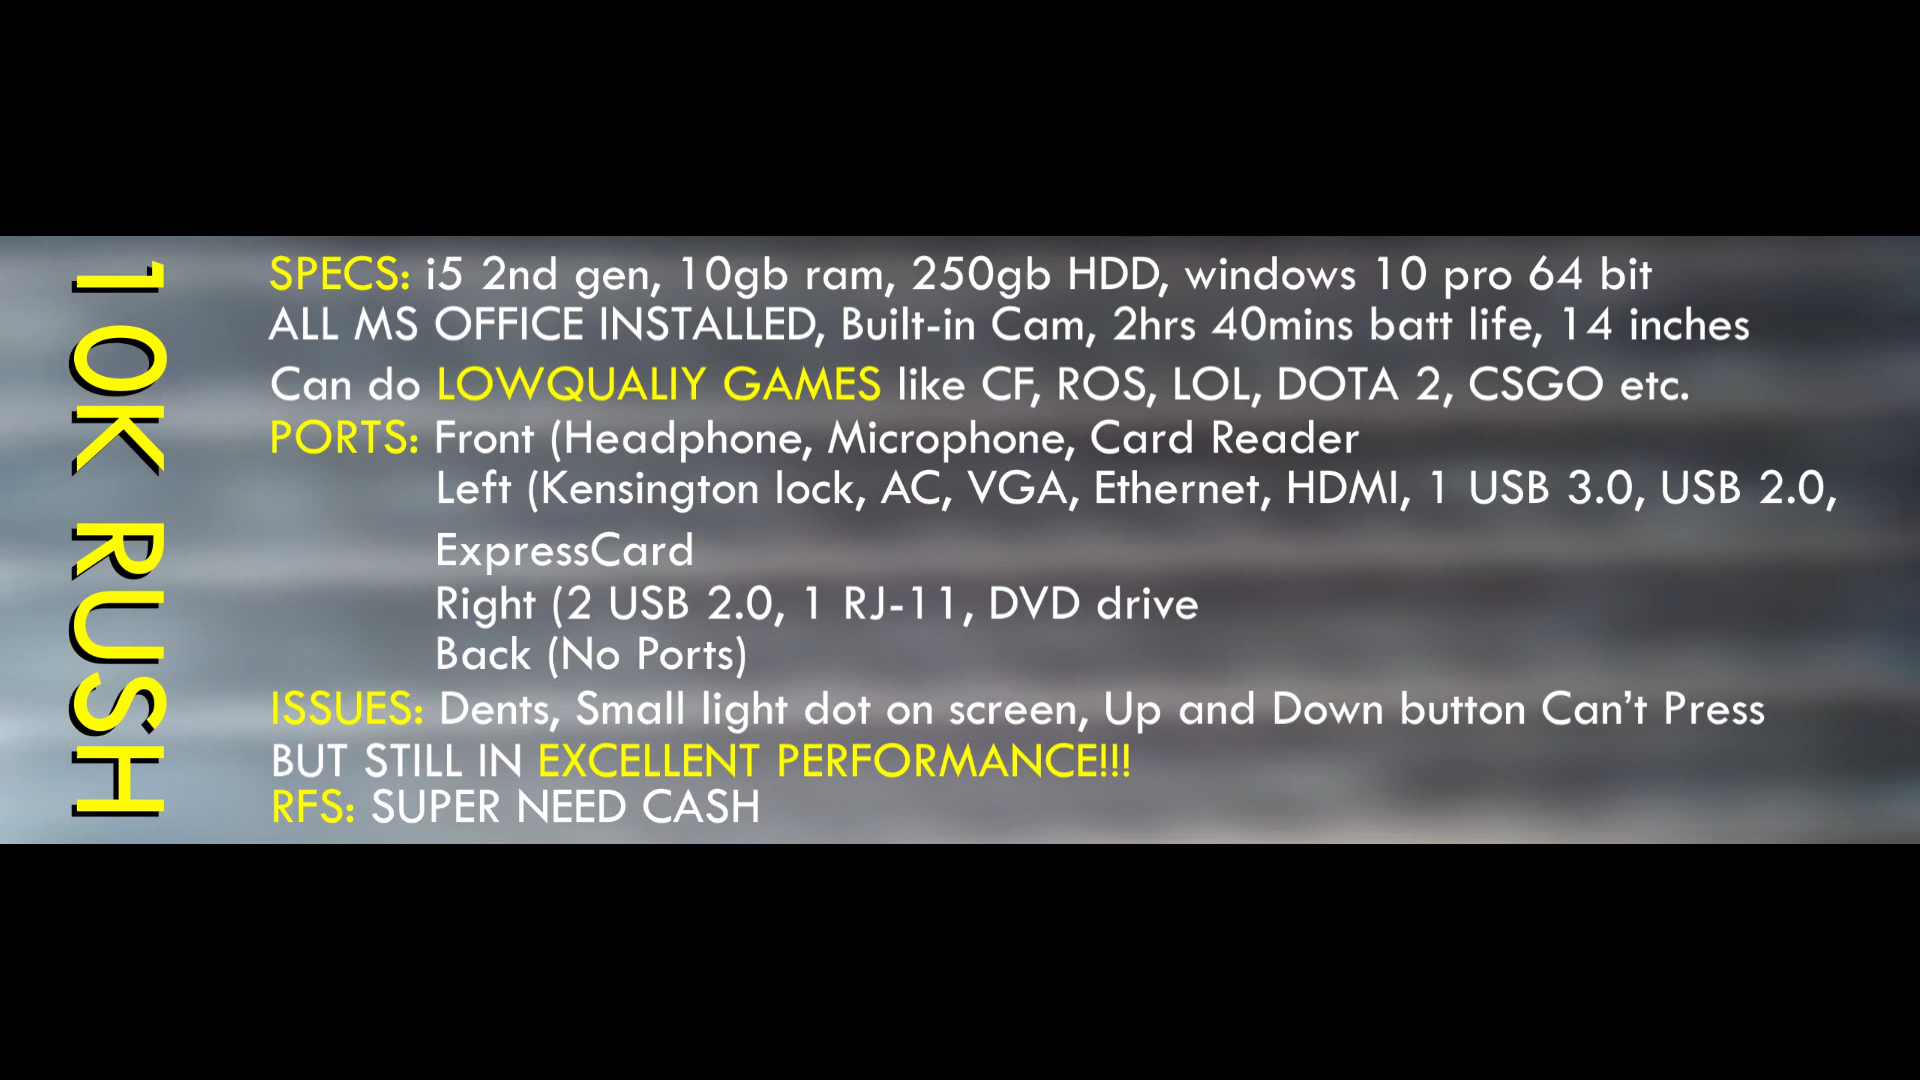 10K RUSH
SPECS: i5 2nd gen, 10gb ram, 250gb HDD, windows 10 pro 64 bit
ALL MS OFFICE INSTALLED, Built-in Cam, 2hrs 40mins batt life, 14 inches
Can do LOWQUALIY GAMES like CF, ROS, LOL, DOTA 2, CSGO etc.
PORTS: Front (Headphone, Microphone, Card Reader
Left (Kensington lock, AC, VGA, Ethernet, HDMI, 1 USB 3.0, USB 2.0,
ExpressCard
Right (2 USB 2.0, 1 RJ-11, DVD drive
Back (No Ports)
ISSUES: Dents, Small light dot on screen, Up and Down button Can't Press
BUT STILL IN EXCELLENT PERFORMANCE!!!
RFS: SUPER NEED CASH